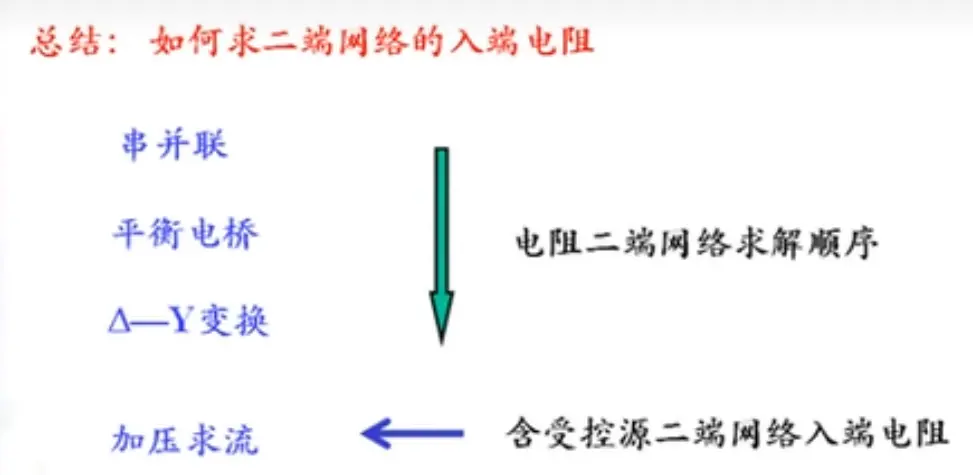 总结： 如何求二端网络的入端电阻
串并联
平衡电桥
电阻二端网络求解顺序
Δ—Y变换
加压求流
含受控源二端网络入端电阻